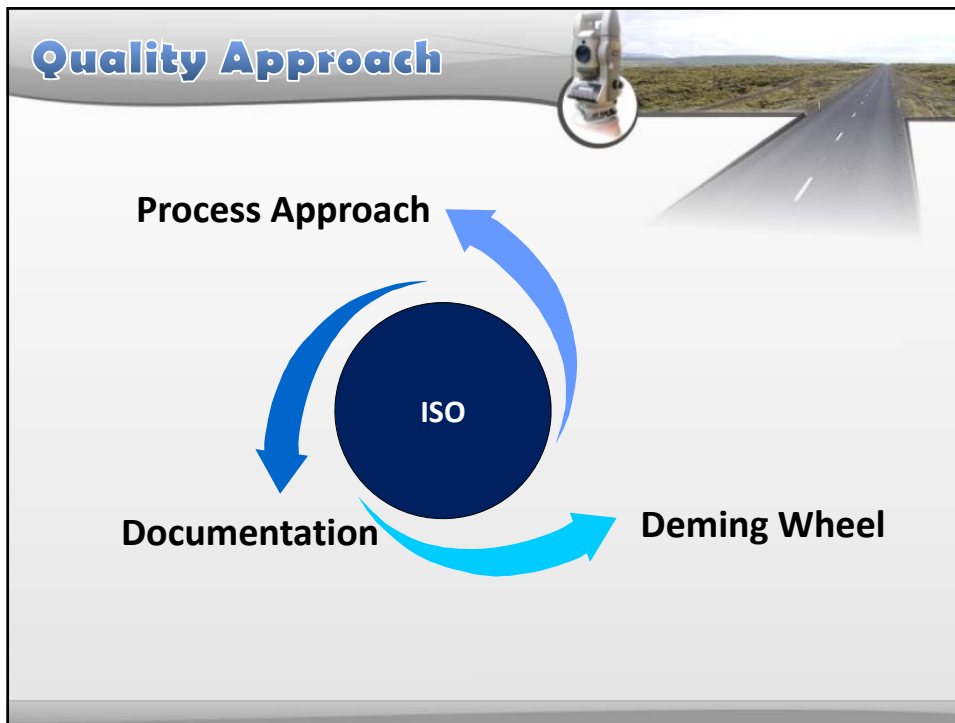 Quality Approach
Process Approach
ISO
Documentation
Deming Wheel